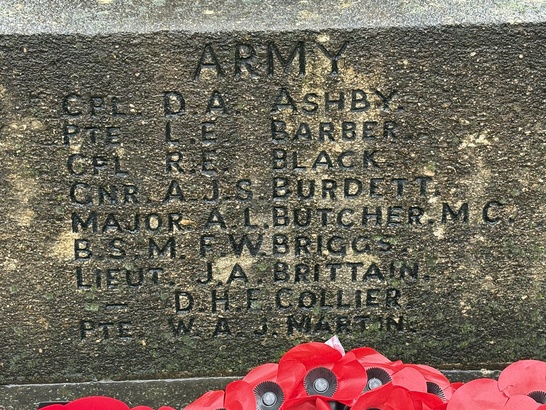 ARMY
CPL. D. A. ASHBY.
PTE L. E. BARBER
CPL R. E. BLACK.
GNR. A. J. S. BURDETT.
MAJOR A. L. BUTCHER. M. C.
B. S. M. F. W. BRIGGS.
LIEUT. J. A. BRITTAIN.
— D. H. F. COLLIER.
PTE. W. A. J. MARTIN.